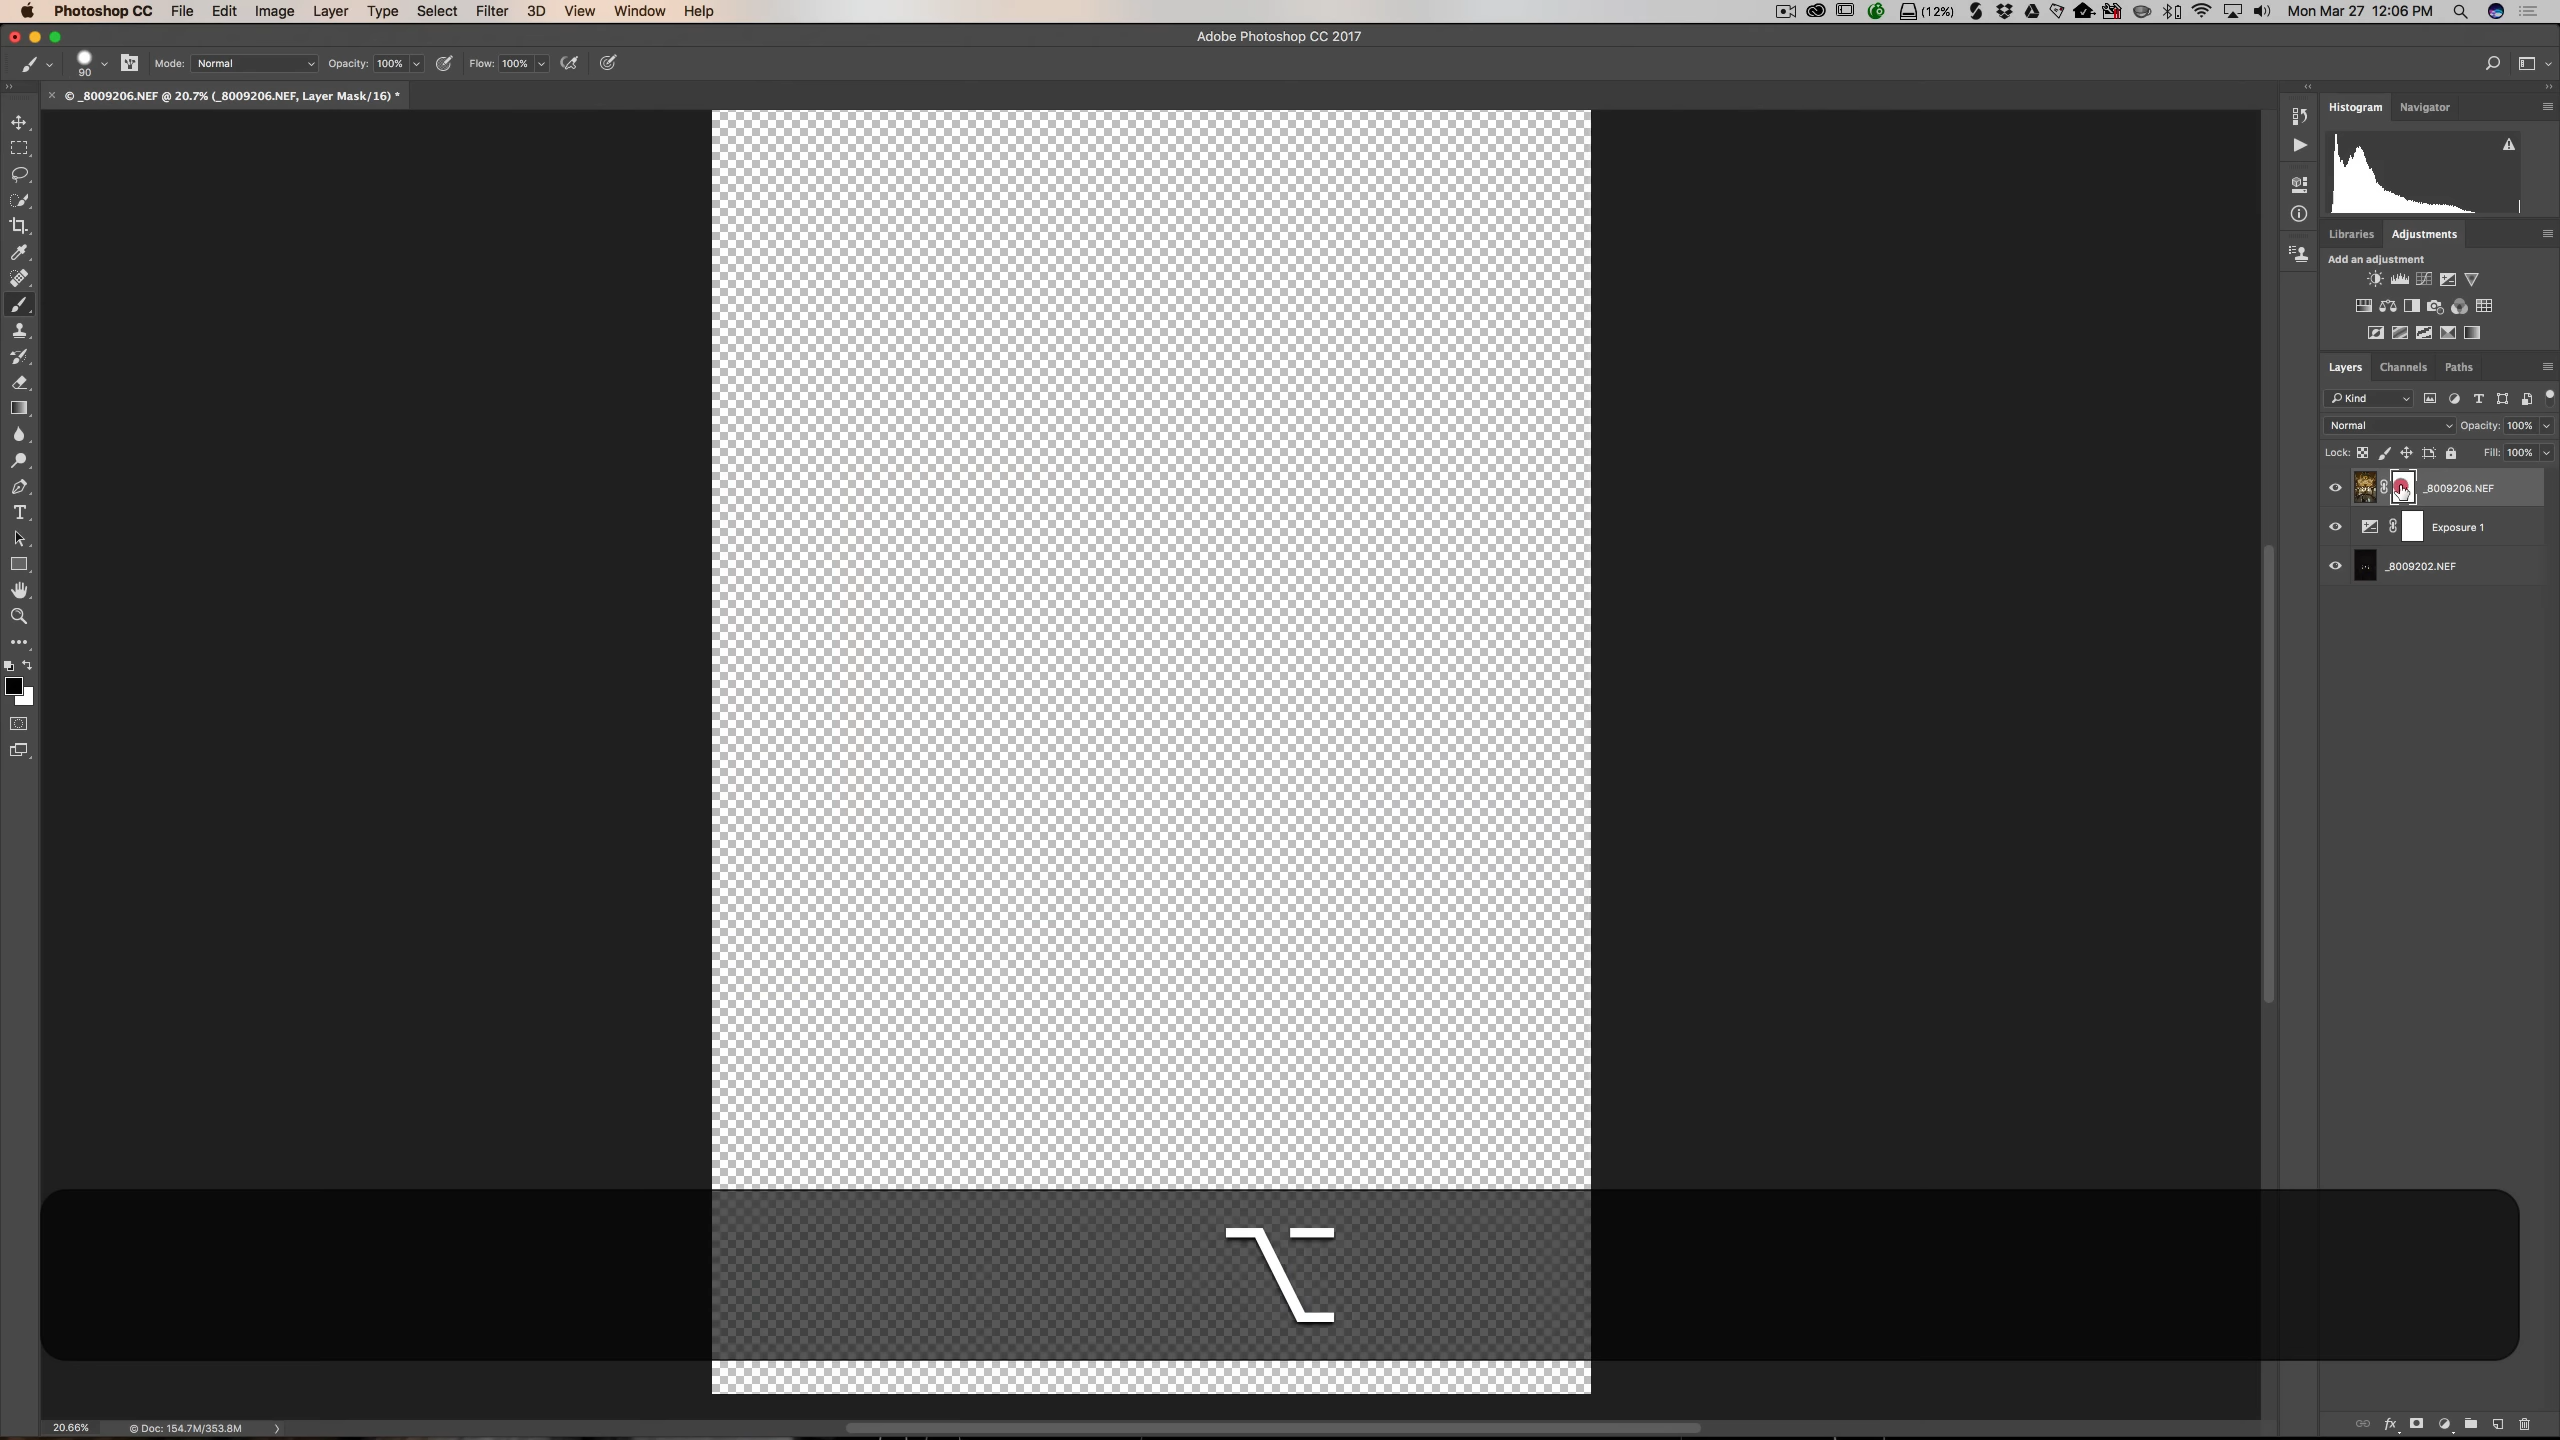 Photoshop CC File Edit Image Layer Type Select Filter 3D View Window Help (12%) Mon Mar 27 12:06 PM
Adobe Photoshop CC 2017
90 Mode: Normal Opacity: 100% Flow: 100%
© _8009206.NEF @ 20.7% (_8009206.NEF, Layer Mask/16) *
Histogram Navigator
Libraries Adjustments
Add an adjustment
Layers Channels Paths
Kind
Normal Opacity: 100%
Lock: Fill: 100%
_8009206.NEF
Exposure 1
_8009202.NEF
⌥
20.66% © Doc: 154.7M/353.8M